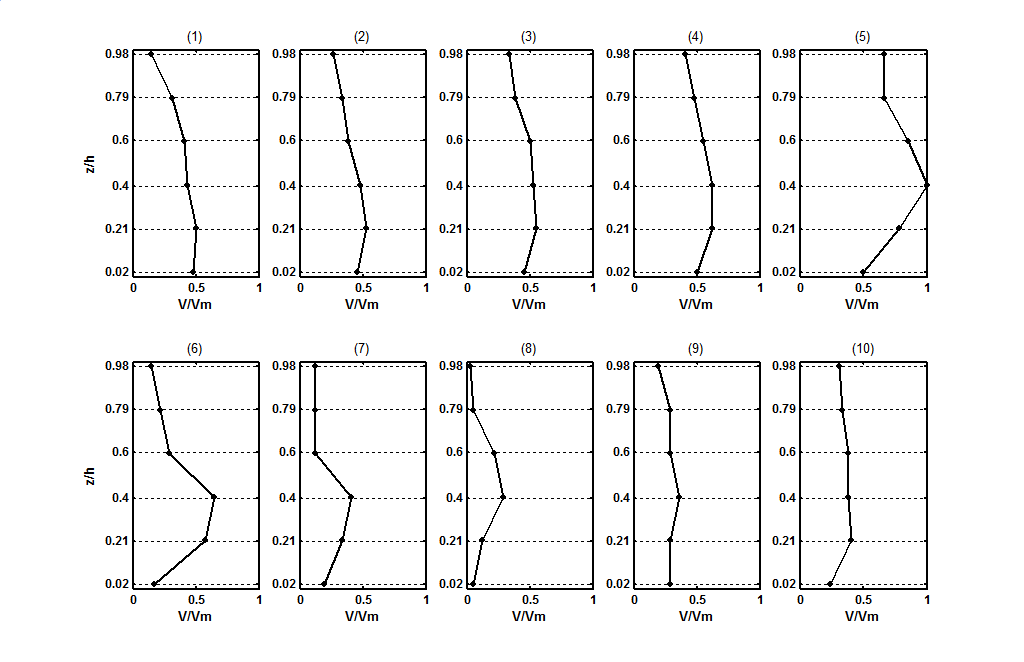 (1) (2) (3) (4) (5)
0.98 0.98 0.98 0.98 0.98
0.79 0.79 0.79 0.79 0.79
z/h 0.6 0.6 0.6 0.6 0.6
0.4 0.4 0.4 0.4 0.4
0.21 0.21 0.21 0.21 0.21
0.02 0.02 0.02 0.02 0.02
0 0.5 1 0 0.5 1 0 0.5 1 0 0.5 1 0 0.5 1
V/Vm V/Vm V/Vm V/Vm V/Vm
(6) (7) (8) (9) (10)
0.98 0.98 0.98 0.98 0.98
0.79 0.79 0.79 0.79 0.79
z/h 0.6 0.6 0.6 0.6 0.6
0.4 0.4 0.4 0.4 0.4
0.21 0.21 0.21 0.21 0.21
0.02 0.02 0.02 0.02 0.02
0 0.5 1 0 0.5 1 0 0.5 1 0 0.5 1 0 0.5 1
V/Vm V/Vm V/Vm V/Vm V/Vm